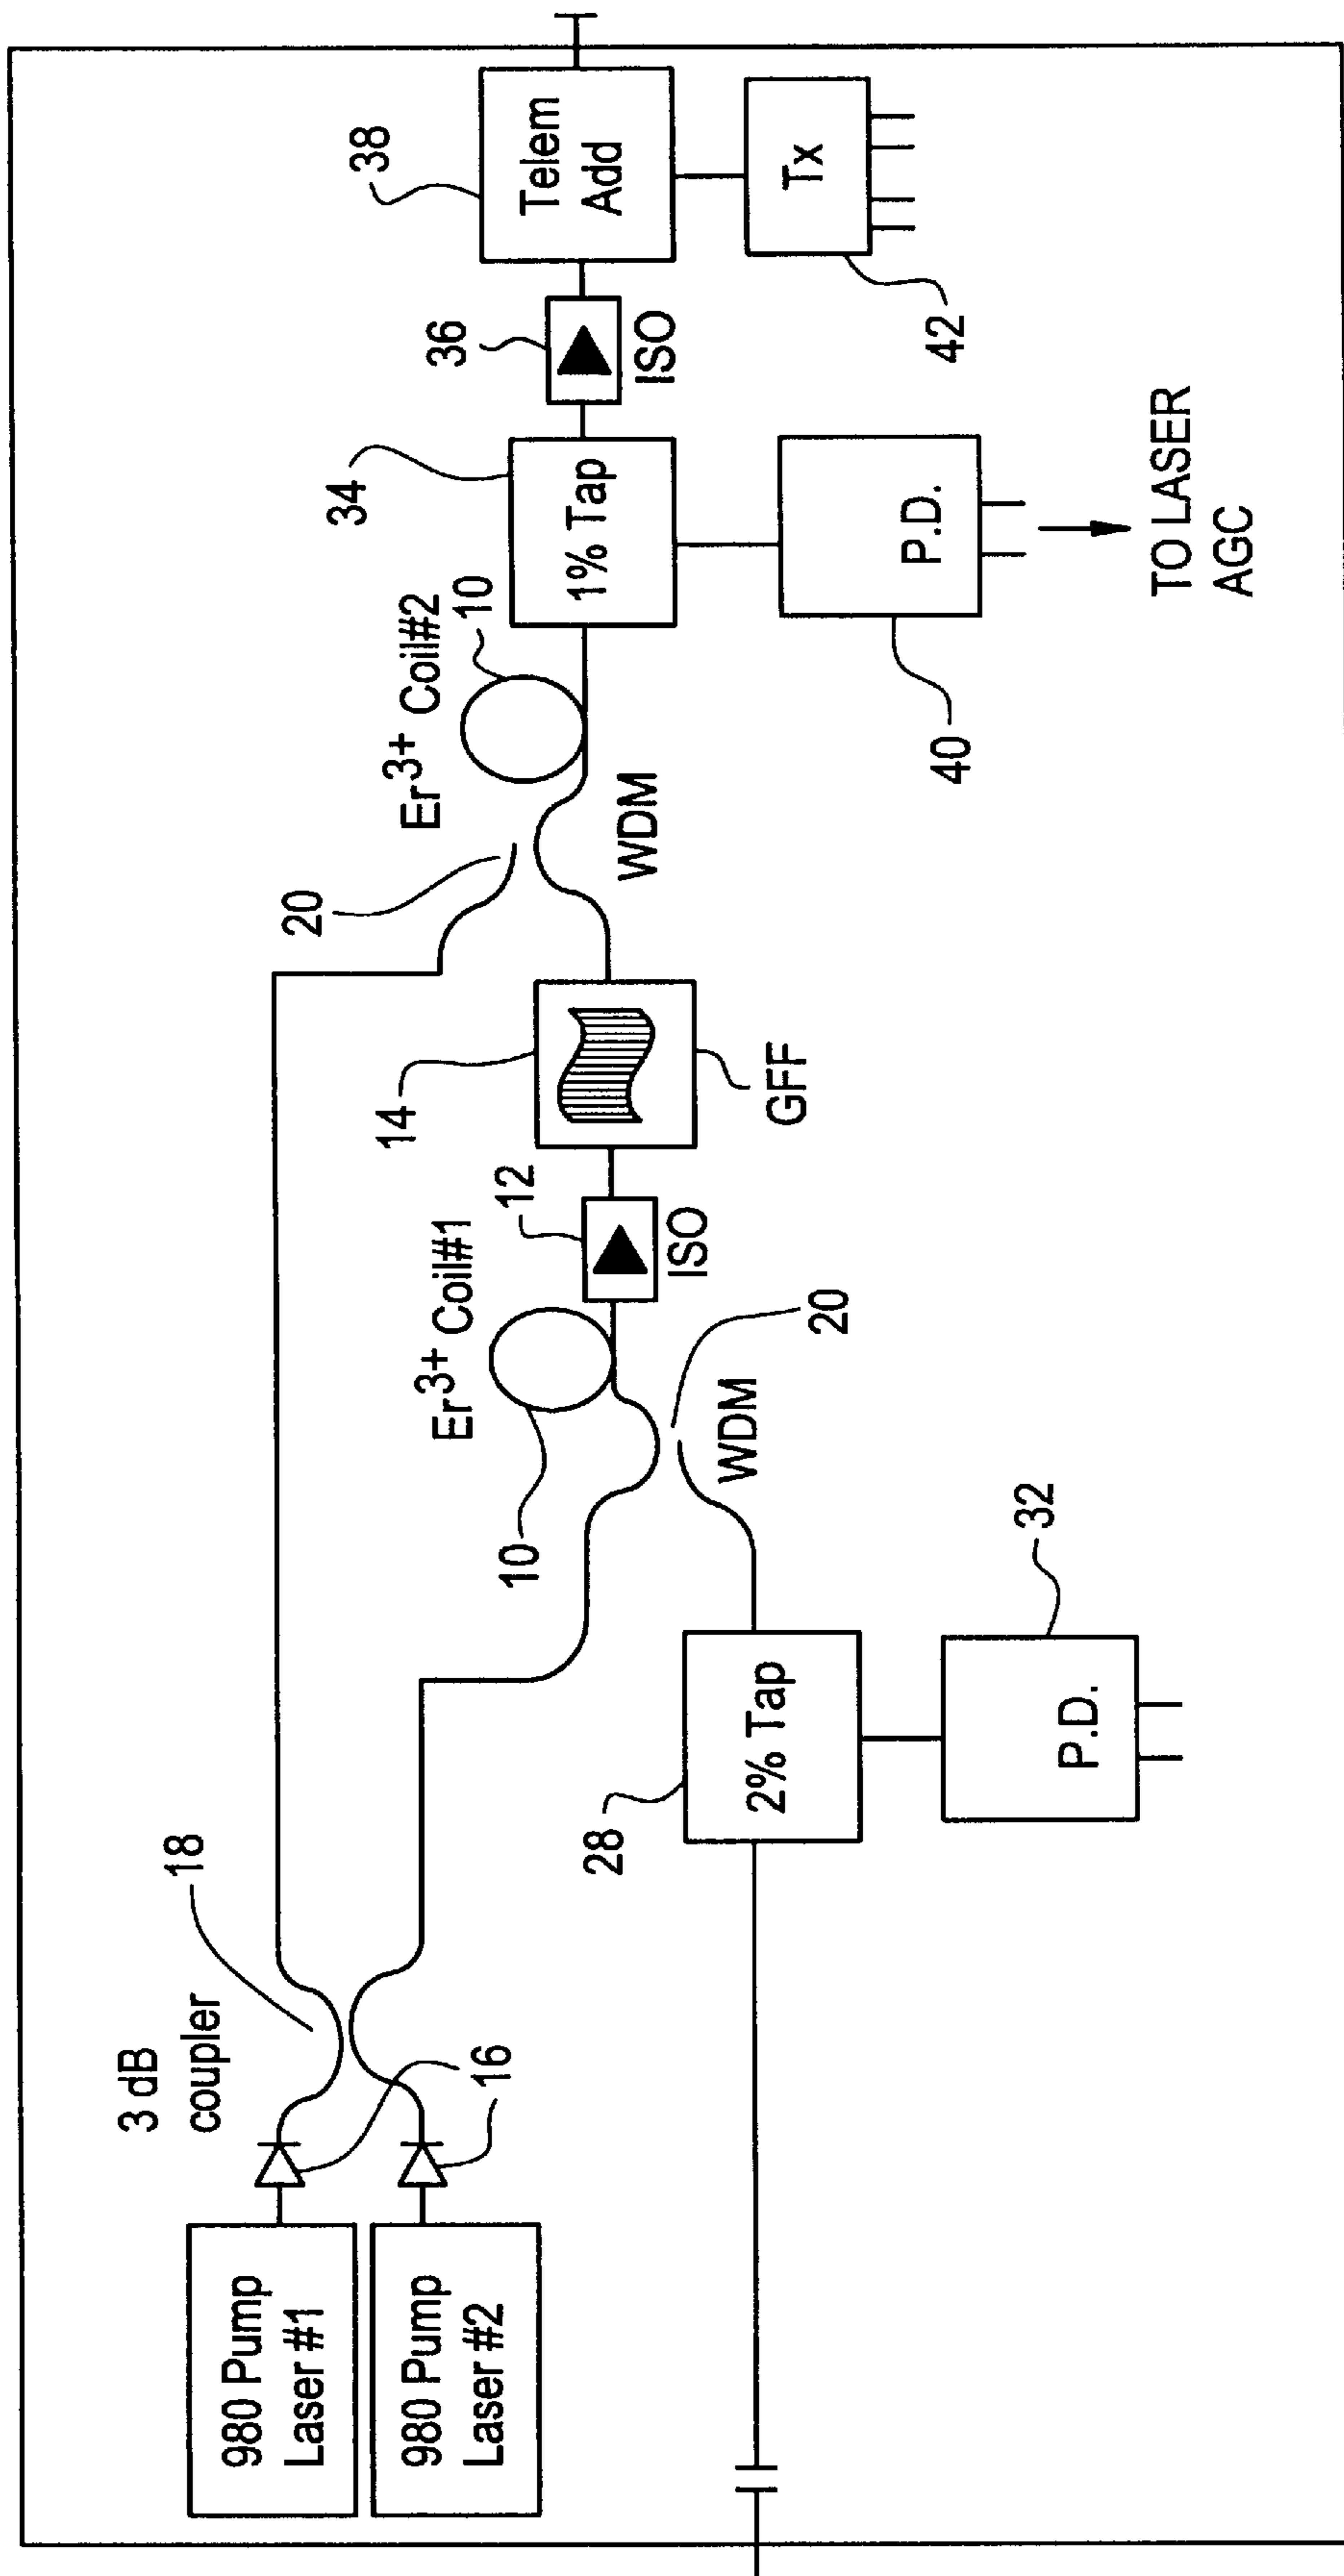 980 Pump
Laser #1
980 Pump
Laser #2
3 dB
coupler
18
16
28
2% Tap
P.D.
32
WDM
20
10
Er3+ Coil#1
12
ISO
14
GFF
20
WDM
Er3+ Coil#2
10
34
1% Tap
P.D.
40
TO LASER
AGC
36
ISO
38
Telem
Add
Tx
42